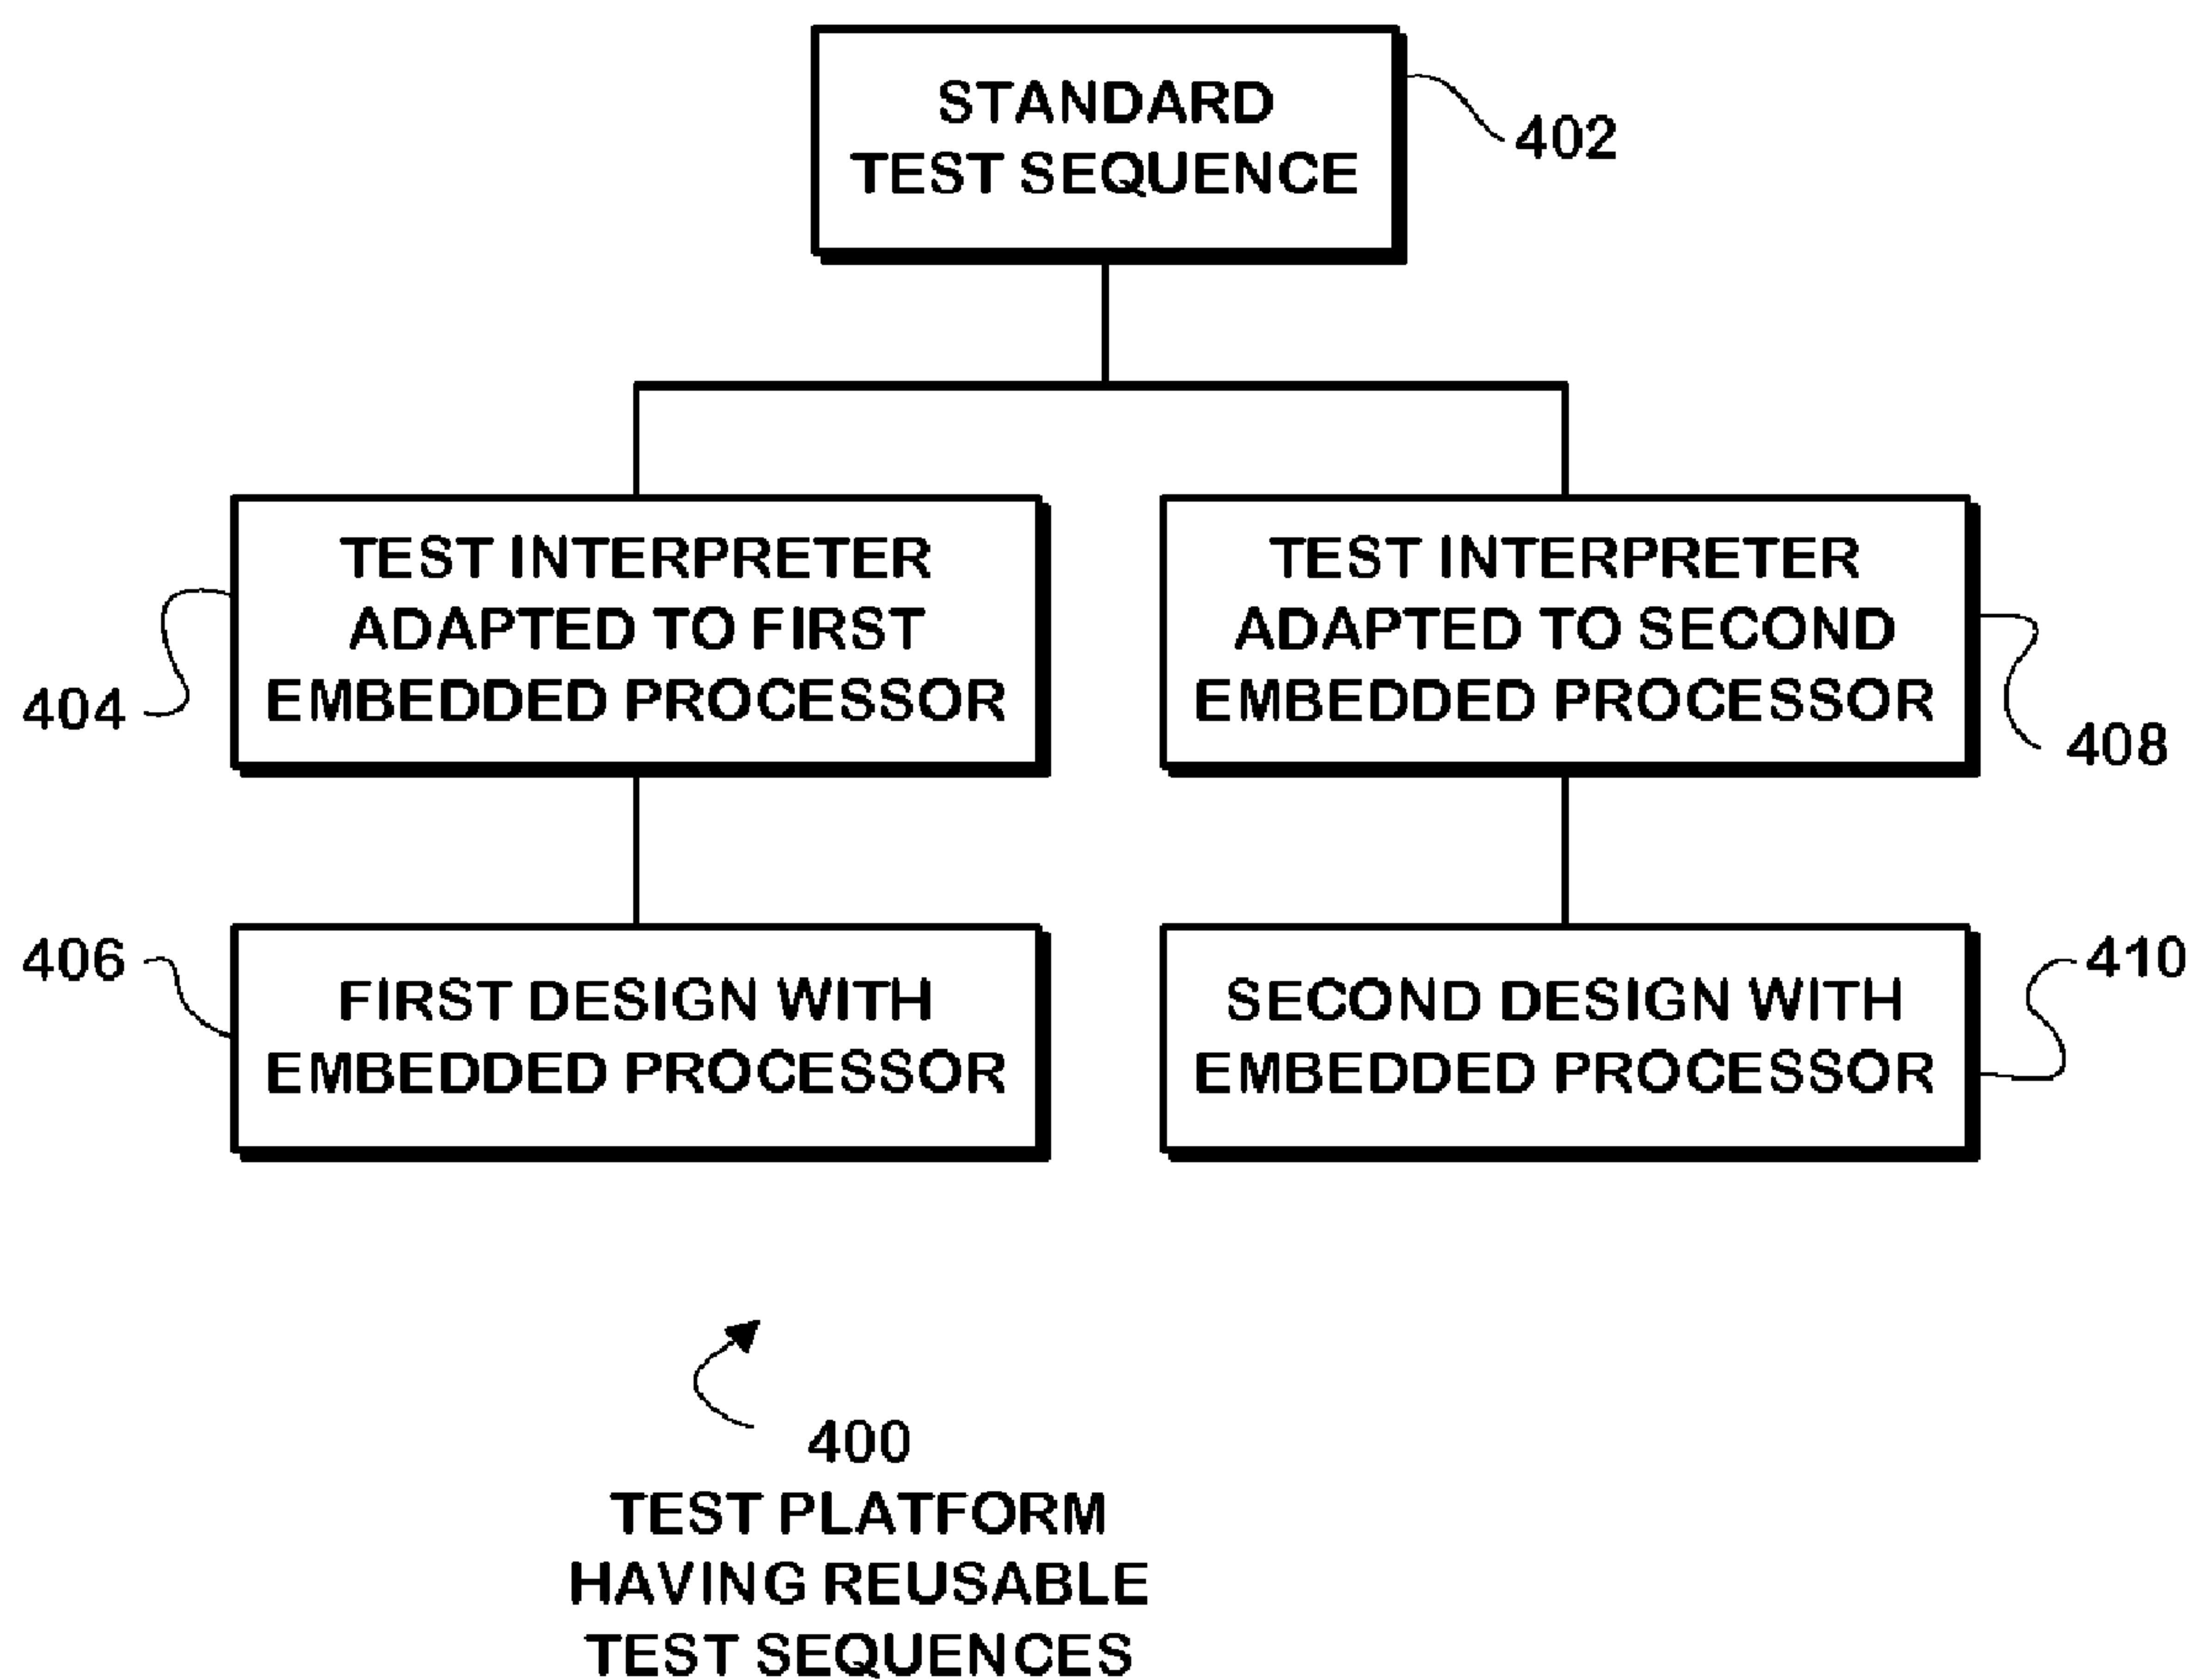 STANDARD
TEST SEQUENCE
402
TEST INTERPRETER
ADAPTED TO FIRST
EMBEDDED PROCESSOR
404
TEST INTERPRETER
ADAPTED TO SECOND
EMBEDDED PROCESSOR
408
406
FIRST DESIGN WITH
EMBEDDED PROCESSOR
SECOND DESIGN WITH
EMBEDDED PROCESSOR
410
400
TEST PLATFORM
HAVING REUSABLE
TEST SEQUENCES